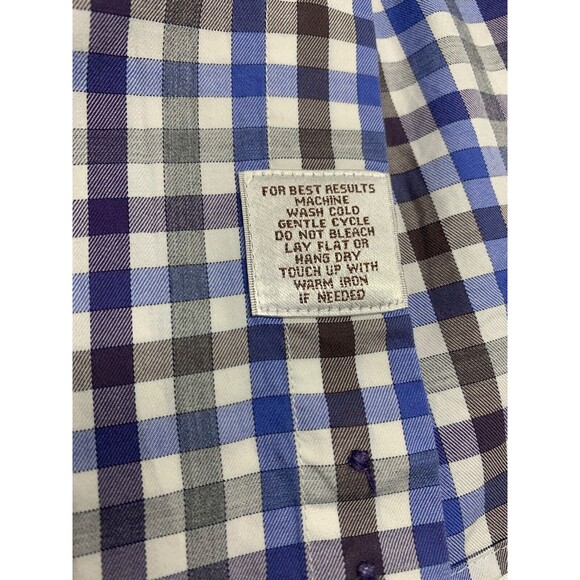 FOR BEST RESULTS
MACHINE
WASH COLD
GENTLE CYCLE
DO NOT BLEACH
LAY FLAT OR
HANG DRY
TOUCH UP WITH
WARM IRON
IF NEEDED